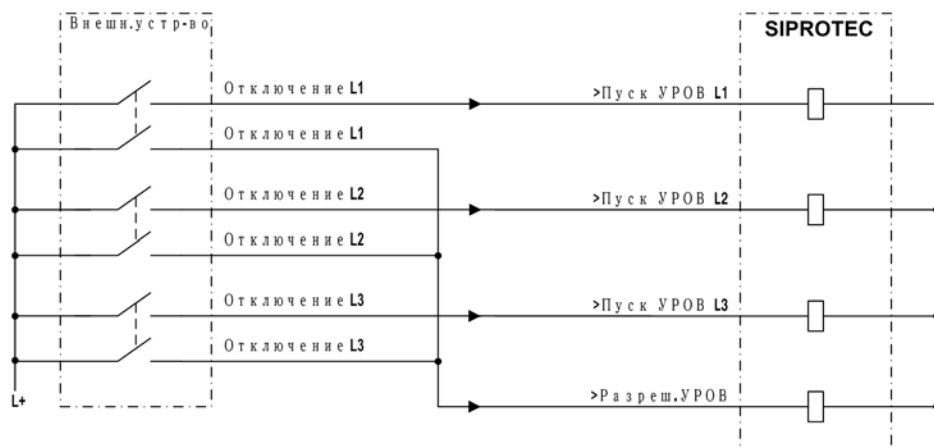 Внешн.устр-во
SIPROTEC
Отключение L1
>Пуск УРОВ L1
Отключение L1
Отключение L2
>Пуск УРОВ L2
Отключение L2
Отключение L3
>Пуск УРОВ L3
Отключение L3
L+
>Разреш.УРОВ